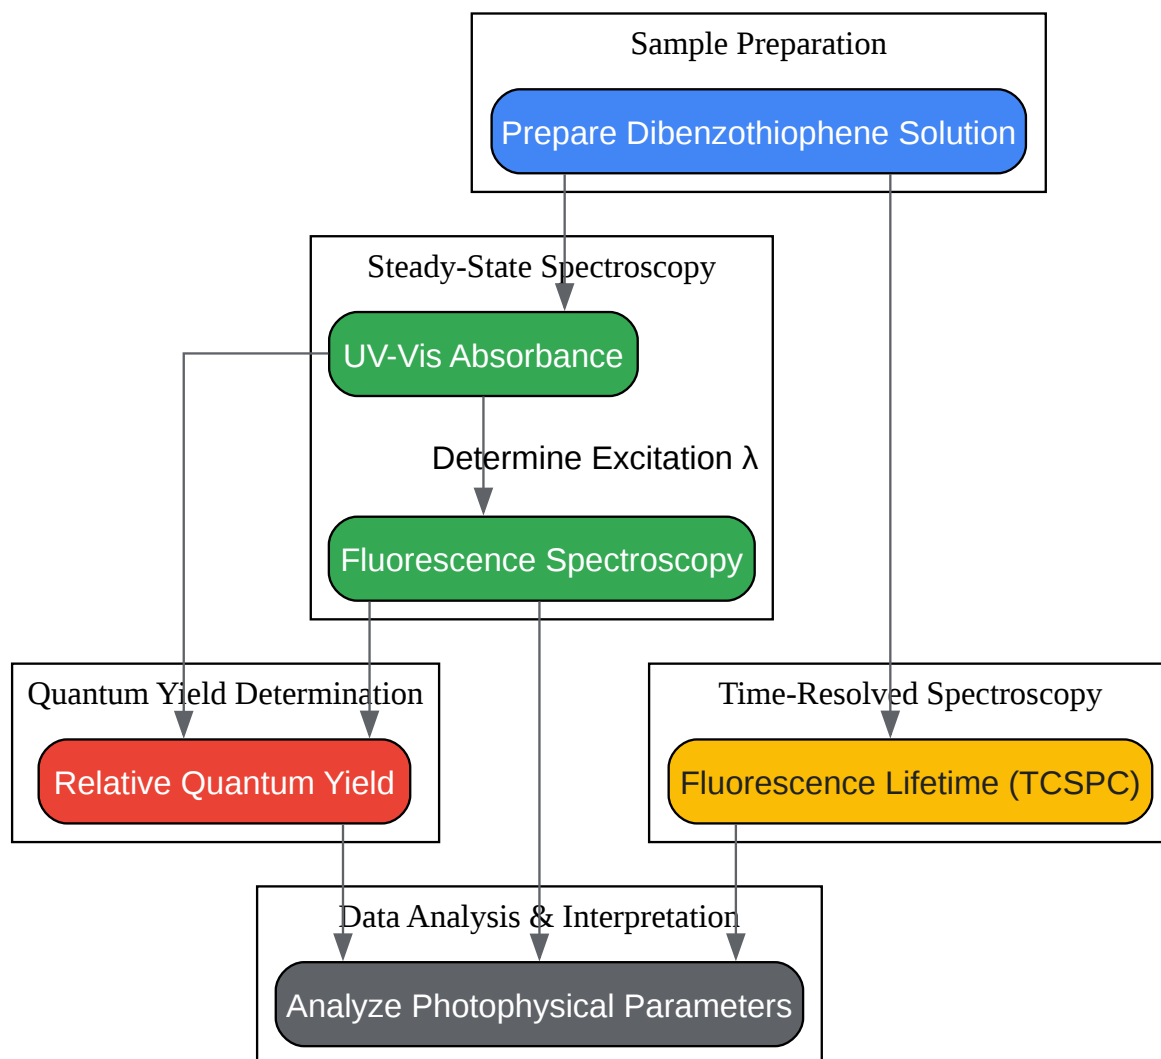 Sample Preparation
Prepare Dibenzothiophene Solution
Steady-State Spectroscopy
UV-Vis Absorbance
Determine Excitation λ
Fluorescence Spectroscopy
Quantum Yield Determination
Relative Quantum Yield
Time-Resolved Spectroscopy
Fluorescence Lifetime (TCSPC)
Data Analysis & Interpretation
Analyze Photophysical Parameters